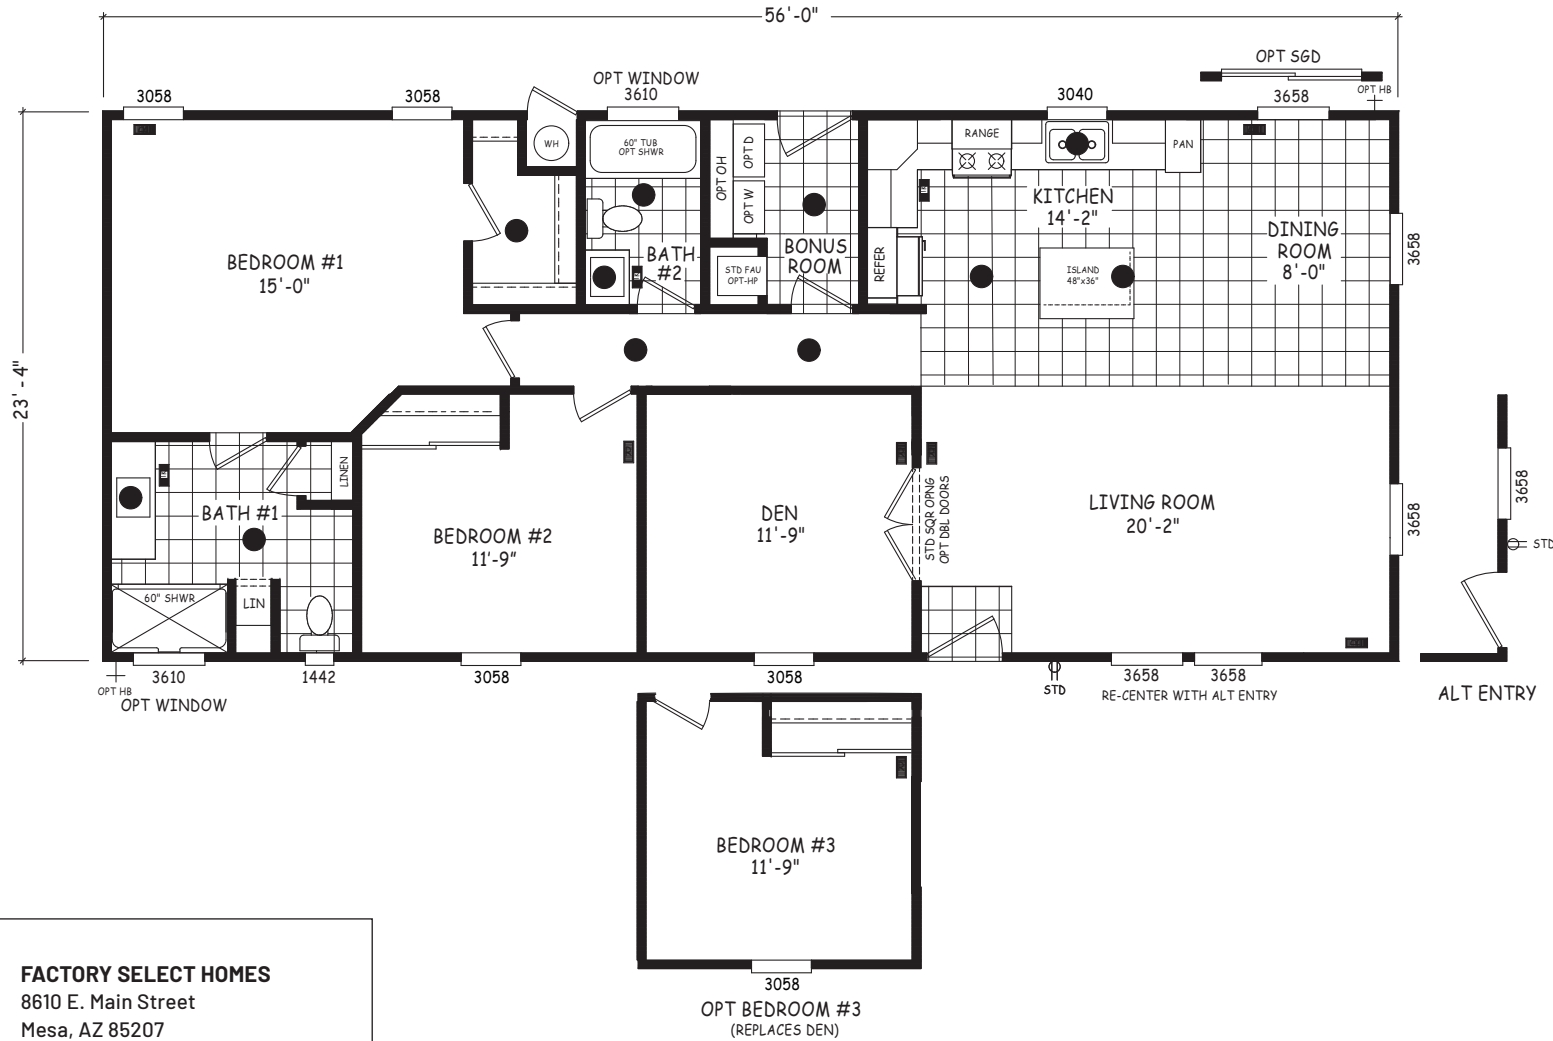 56'-0"
OPT SGD
OPT WINDOW
3058
3058
3610
3040
3658
OPT HB
WH
60" TUB
OPT SHWR
OPT OH
OPT D
OPT W
RANGE
PAN
KITCHEN
14'-2"
DINING
ROOM
8'-0"
3658
BEDROOM #1
15'-0"
BATH
#2
BONUS
ROOM
STD FAU
OPT-HP
REFER
ISLAND
48"x36"
23'-4"
LINEN
BATH #1
BEDROOM #2
11'-9"
DEN
11'-9"
STD SQR OPNG
OPT DBL DOORS
LIVING ROOM
20'-2"
3658
3658
STD
60" SHWR
LIN
3610
1442
3058
3058
STD
3658
3658
OPT HB
OPT WINDOW
RE-CENTER WITH ALT ENTRY
ALT ENTRY
BEDROOM #3
11'-9"
3058
OPT BEDROOM #3
(REPLACES DEN)
FACTORY SELECT HOMES
8610 E. Main Street
Mesa, AZ 85207